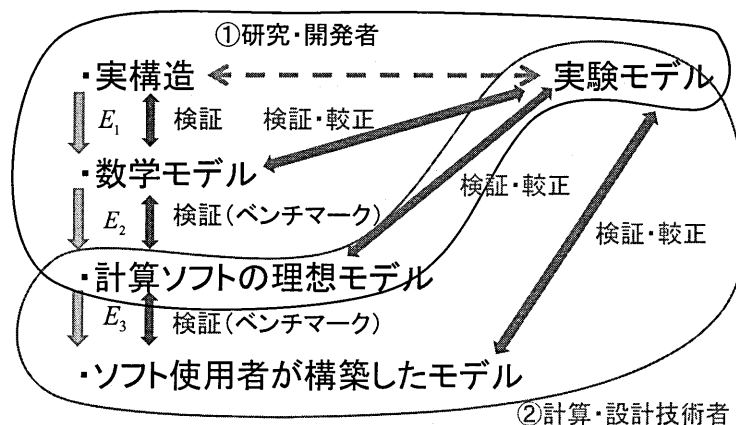 ①研究・開発者
・実構造
実験モデル
E1
検証
検証・較正
・数学モデル
E2
検証(ベンチマーク)
検証・較正
検証・較正
・計算ソフトの理想モデル
E3
検証(ベンチマーク)
・ソフト使用者が構築したモデル
②計算・設計技術者